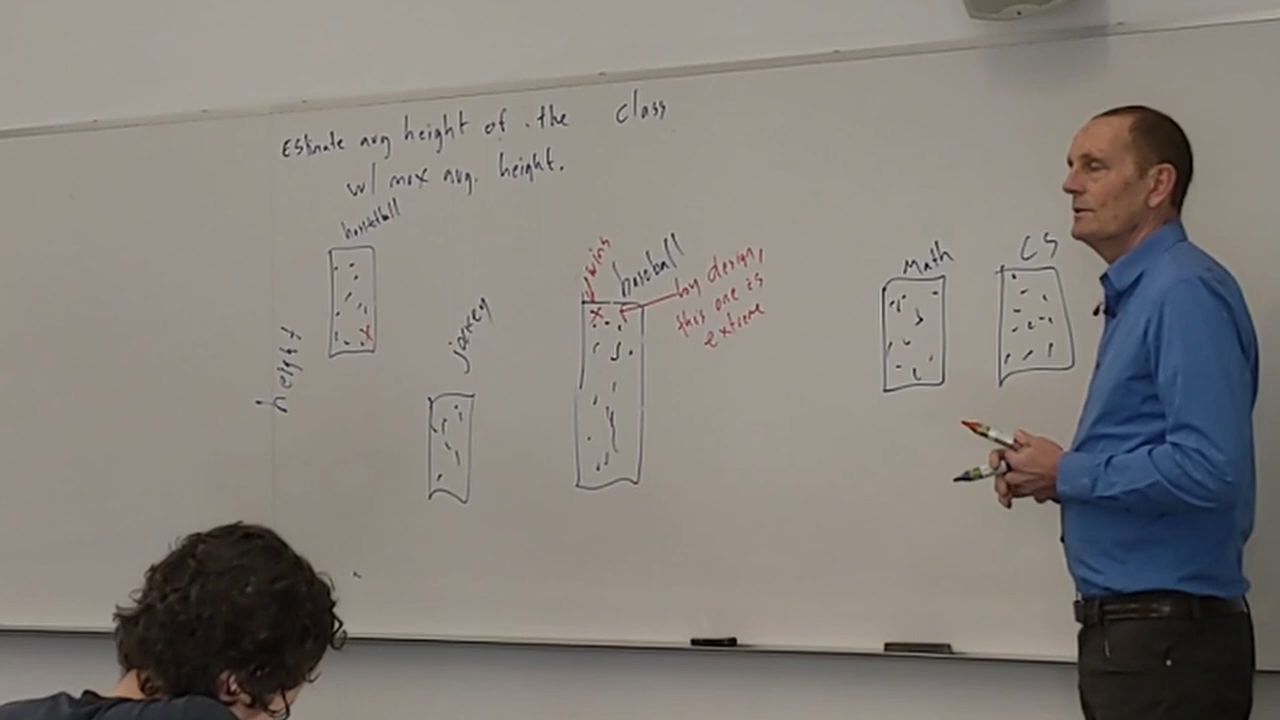 Estimate avg height of the class
w/ max avg. height.
basketball
height
jockey
wins
baseball
by design,
this one is
extreme
Math
CS